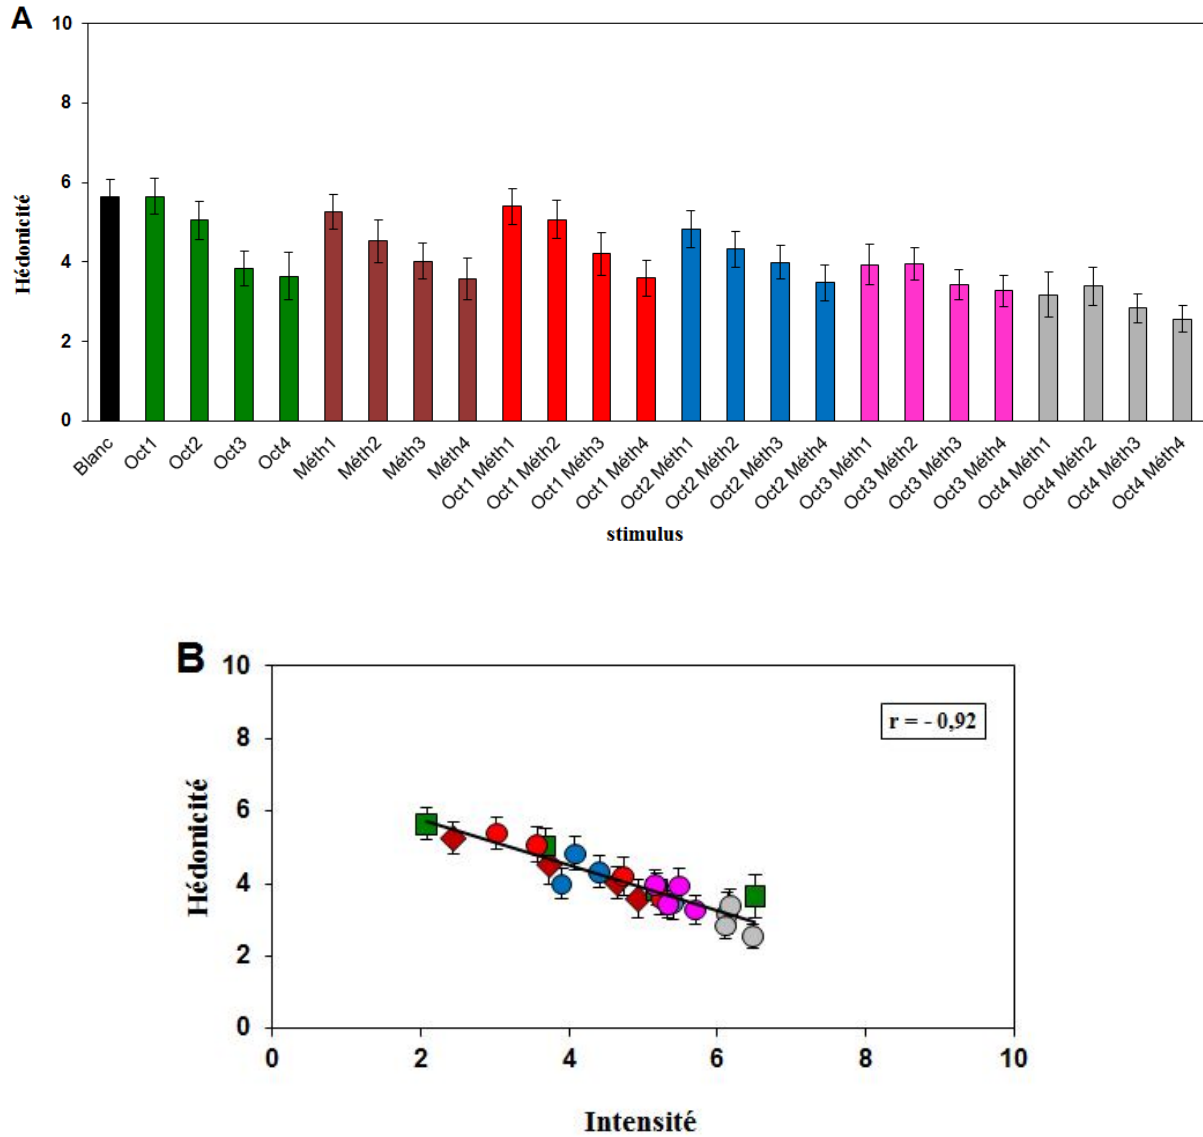 A
10
8
6
4
2
0
Hédonicité
Blanc
Oct1
Oct2
Oct3
Oct4
Méth1
Méth2
Méth3
Méth4
Oct1 Méth1
Oct1 Méth2
Oct1 Méth3
Oct1 Méth4
Oct2 Méth1
Oct2 Méth2
Oct2 Méth3
Oct2 Méth4
Oct3 Méth1
Oct3 Méth2
Oct3 Méth3
Oct3 Méth4
Oct4 Méth1
Oct4 Méth2
Oct4 Méth3
Oct4 Méth4
stimulus
B
10
8
6
4
2
0
Hédonicité
r = - 0,92
0 2 4 6 8 10
Intensité